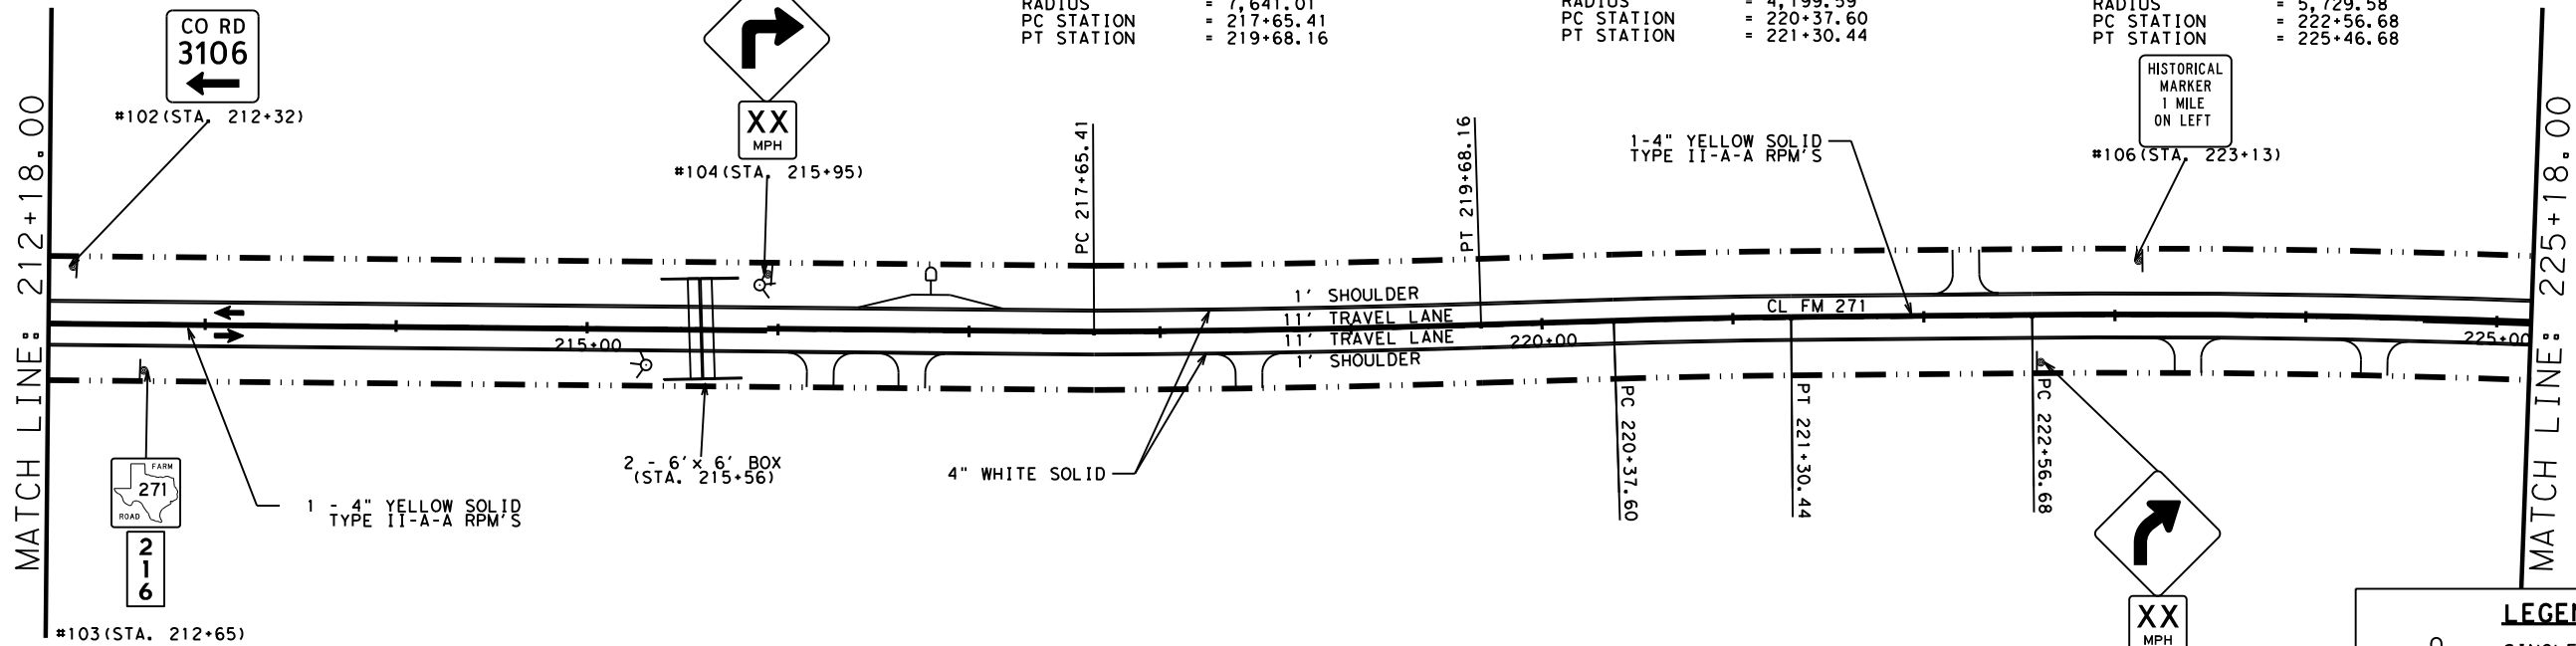 RADIUS = 7,641.01
PC STATION = 217+65.41
PT STATION = 219+68.16
RADIUS = 4,199.59
PC STATION = 220+37.60
PT STATION = 221+30.44
RADIUS = 5,729.58
PC STATION = 222+56.68
PT STATION = 225+46.68
CO RD
3106
#102(STA. 212+32)
XX
MPH
#104(STA. 215+95)
HISTORICAL
MARKER
1 MILE
ON LEFT
#106(STA. 223+13)
1-4" YELLOW SOLID
TYPE II-A-A RPM'S
MATCH LINE: 212+18.00
PC 217+65.41
PT 219+68.16
MATCH LINE: 225+18.00
1' SHOULDER
11' TRAVEL LANE
CL FM 271
11' TRAVEL LANE
1' SHOULDER
215+00
220+00
225+00
PC 220+37.60
PT 221+30.44
PC 222+56.68
2 - 6'x 6' BOX
(STA. 215+56)
4" WHITE SOLID
1 - 4" YELLOW SOLID
TYPE II-A-A RPM'S
FARM
271
ROAD
2
1
6
#103(STA. 212+65)
XX
MPH